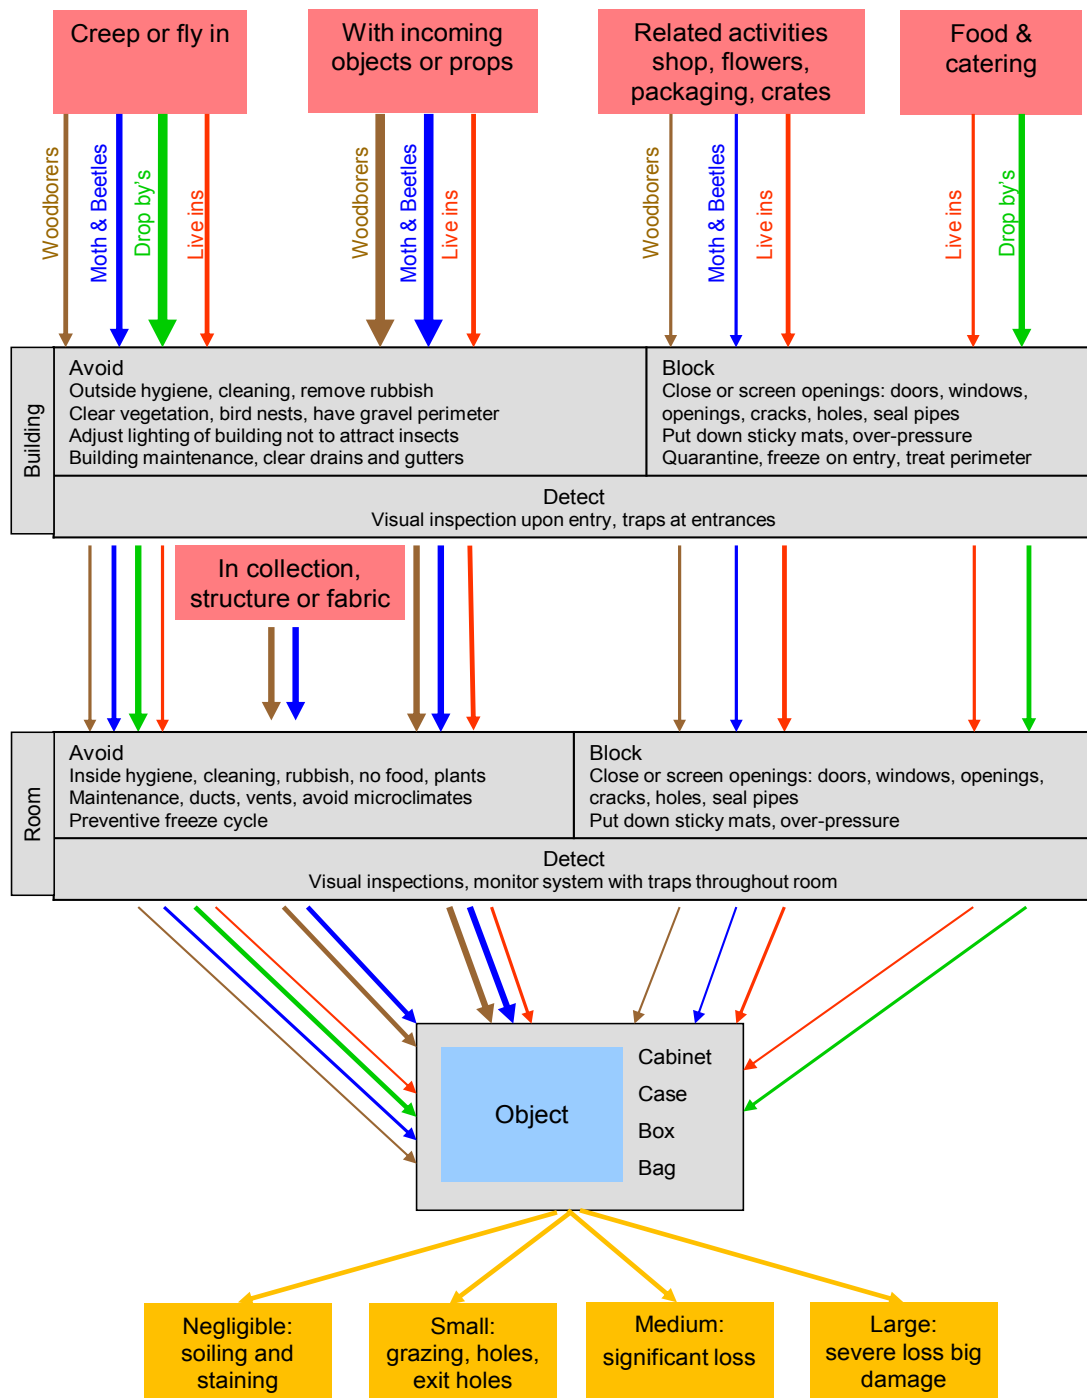 Creep or fly in
With incoming
objects or props
Related activities
shop, flowers,
packaging, crates
Food &
catering
Woodborers
Moth & Beetles
Drop by's
Live ins
Woodborers
Moth & Beetles
Live ins
Woodborers
Moth & Beetles
Live ins
Live ins
Drop by's
Building
Avoid
Outside hygiene, cleaning, remove rubbish
Clear vegetation, bird nests, have gravel perimeter
Adjust lighting of building not to attract insects
Building maintenance, clear drains and gutters
Block
Close or screen openings: doors, windows,
openings, cracks, holes, seal pipes
Put down sticky mats, over-pressure
Quarantine, freeze on entry, treat perimeter
Detect
Visual inspection upon entry, traps at entrances
In collection,
structure or fabric
Room
Avoid
Inside hygiene, cleaning, rubbish, no food, plants
Maintenance, ducts, vents, avoid microclimates
Preventive freeze cycle
Block
Close or screen openings: doors, windows, openings,
cracks, holes, seal pipes
Put down sticky mats, over-pressure
Detect
Visual inspections, monitor system with traps throughout room
Object
Cabinet
Case
Box
Bag
Negligible:
soiling and
staining
Small:
grazing, holes,
exit holes
Medium:
significant loss
Large:
severe loss big
damage